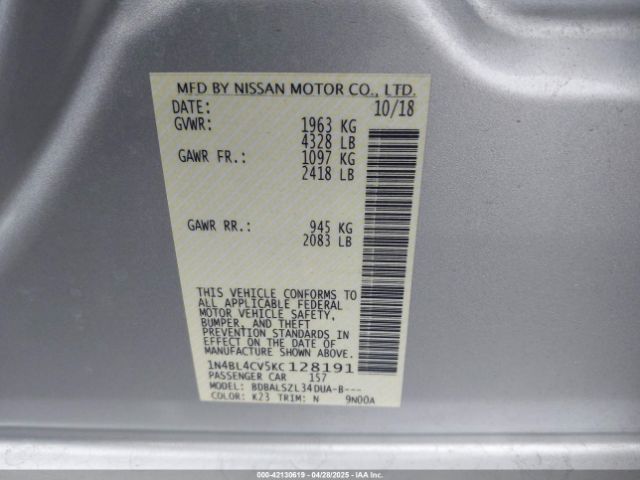 MFD BY NISSAN MOTOR CO., LTD.
DATE: 10/18
GVWR: 1963 KG
4328 LB
GAWR FR.: 1097 KG
2418 LB
GAWR RR.: 945 KG
2083 LB
THIS VEHICLE CONFORMS TO
ALL APPLICABLE FEDERAL
MOTOR VEHICLE SAFETY,
BUMPER, AND THEFT
PREVENTION STANDARDS IN
EFFECT ON THE DATE OF
MANUFACTURE SHOWN ABOVE.
1N4BL4CV5KC128191
PASSENGER CAR 157
MODEL: BDBALSZL34DUA-B---
COLOR: K23 TRIM: N 9N00A
000-42130619 | 04/28/2025 | IAA Inc.